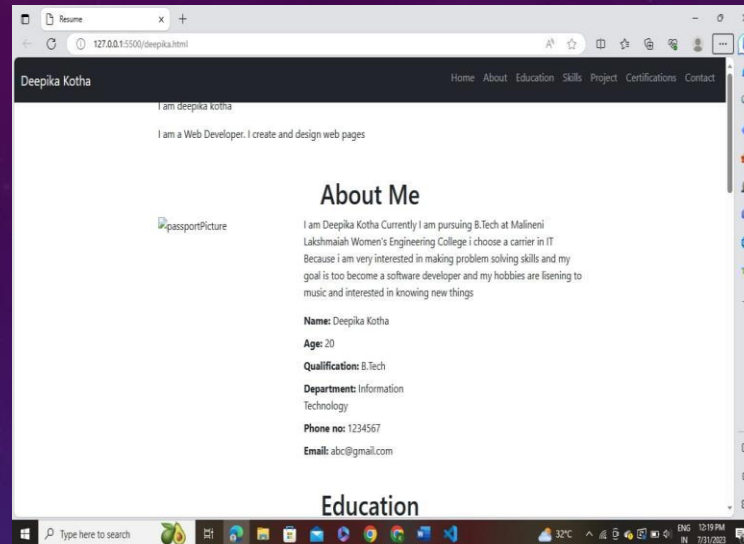 Resume
127.0.0.1:5500/deepika.html
Deepika Kotha
Home About Education Skills Project Certifications Contact
I am deepika kotha
I am a Web Developer. I create and design web pages
About Me
passportPicture
I am Deepika Kotha Currently I am pursuing B.Tech at Malineni
Lakshmaiah Women's Engineering College i choose a carrier in IT
Because i am very interested in making problem solving skills and my
goal is too become a software developer and my hobbies are lisening to
music and interested in knowing new things
Name: Deepika Kotha
Age: 20
Qualification: B.Tech
Department: Information
Technology
Phone no: 1234567
Email: abc@gmail.com
Education
Type here to search
32°C
ENG
IN
12:19 PM
7/31/2023